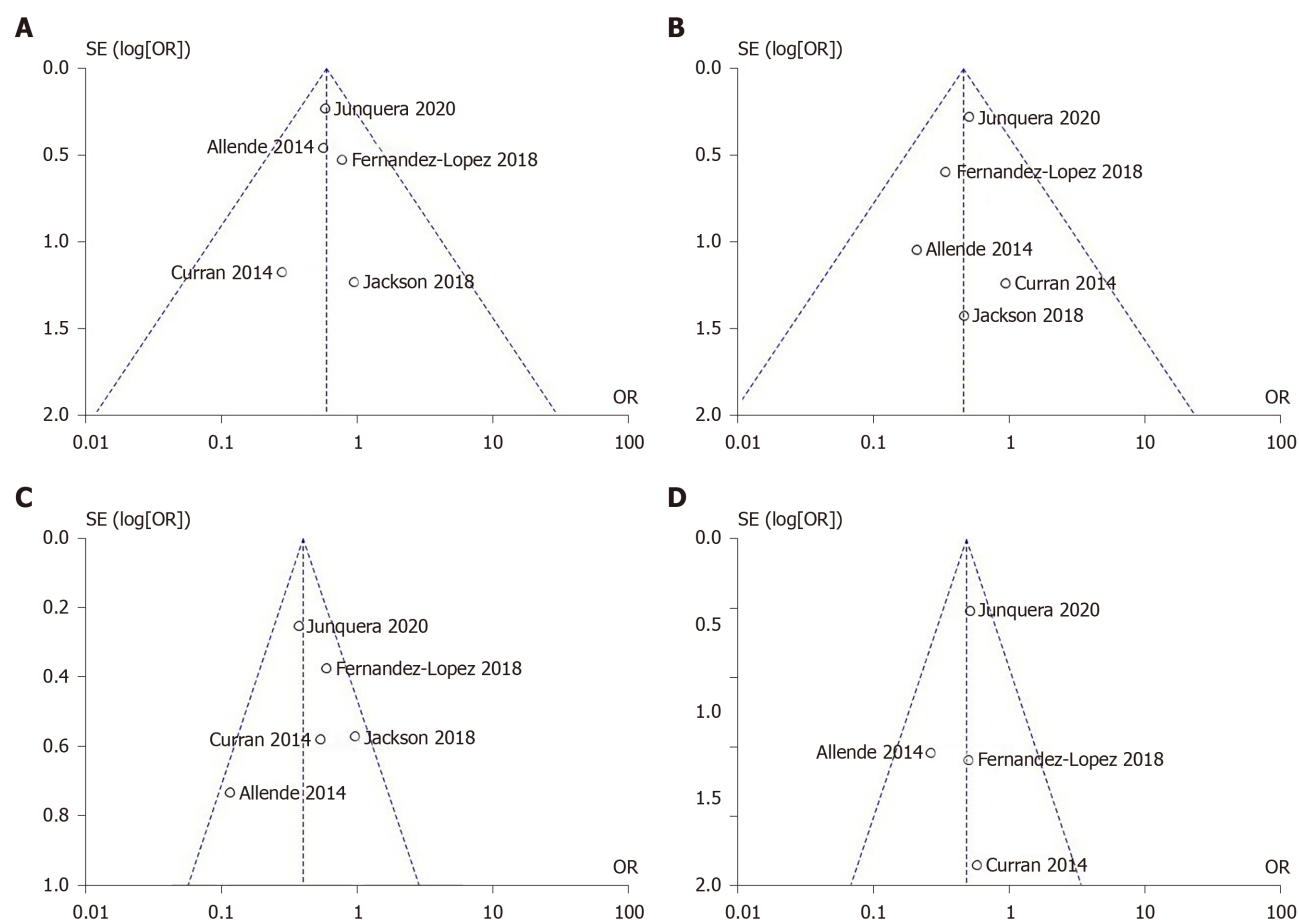 A
SE (log[OR])
0.0
Junquera 2020
Allende 2014
0.5
Fernandez-Lopez 2018
1.0
Curran 2014
Jackson 2018
1.5
OR
2.0
0.01 0.1 1 10 100
B
SE (log[OR])
0.0
Junquera 2020
0.5
Fernandez-Lopez 2018
1.0
Allende 2014
Curran 2014
Jackson 2018
1.5
OR
2.0
0.01 0.1 1 10 100
C
SE (log[OR])
0.0
0.2
Junquera 2020
Fernandez-Lopez 2018
0.4
Curran 2014
Jackson 2018
0.6
Allende 2014
0.8
OR
1.0
0.01 0.1 1 10 100
D
SE (log[OR])
0.0
Junquera 2020
0.5
1.0
Allende 2014
Fernandez-Lopez 2018
1.5
Curran 2014
OR
2.0
0.01 0.1 1 10 100